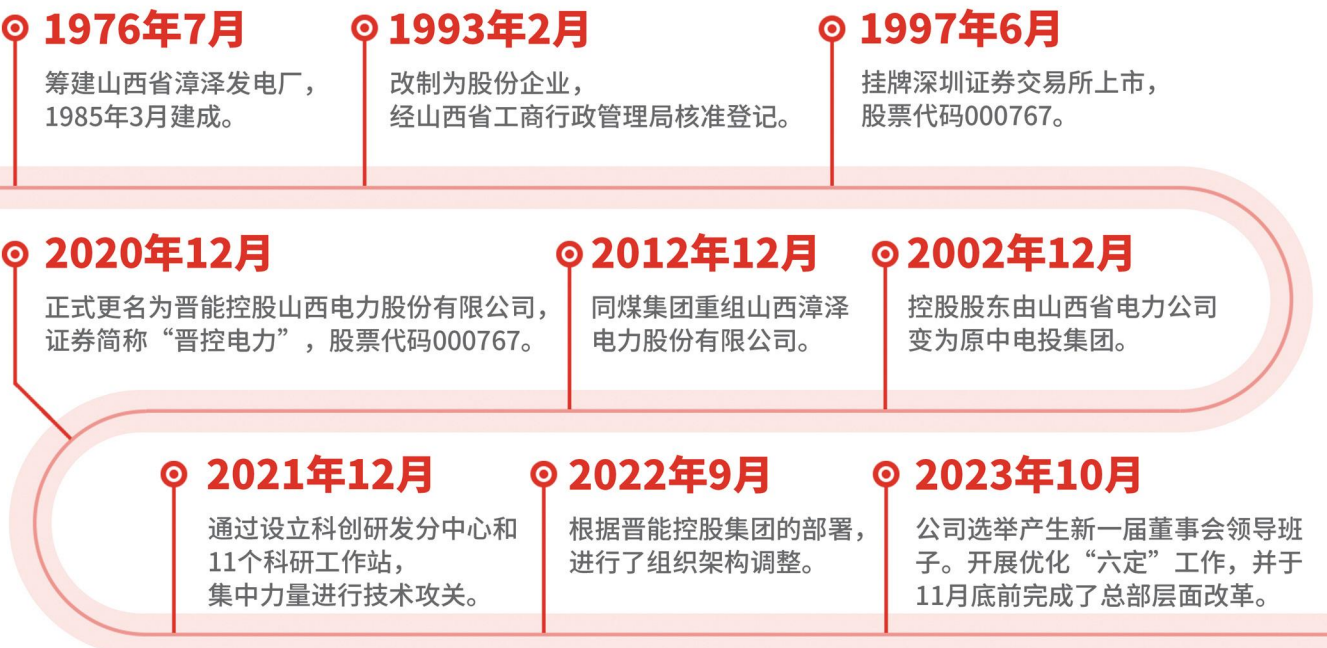 1976年7月
筹建山西省漳泽发电厂，
1985年3月建成。
1993年2月
改制为股份企业，
经山西省工商行政管理局核准登记。
1997年6月
挂牌深圳证券交易所上市，
股票代码000767。
2002年12月
控股股东由山西省电力公司
变为原中电投集团。
2012年12月
同煤集团重组山西漳泽
电力股份有限公司。
2020年12月
正式更名为晋能控股山西电力股份有限公司，
证券简称“晋控电力”，股票代码000767。
2021年12月
通过设立科创研发分中心和
11个科研工作站，
集中力量进行技术攻关。
2022年9月
根据晋能控股集团的部署，
进行了组织架构调整。
2023年10月
公司选举产生新一届董事会领导班
子。开展优化“六定”工作，并于
11月底前完成了总部层面改革。